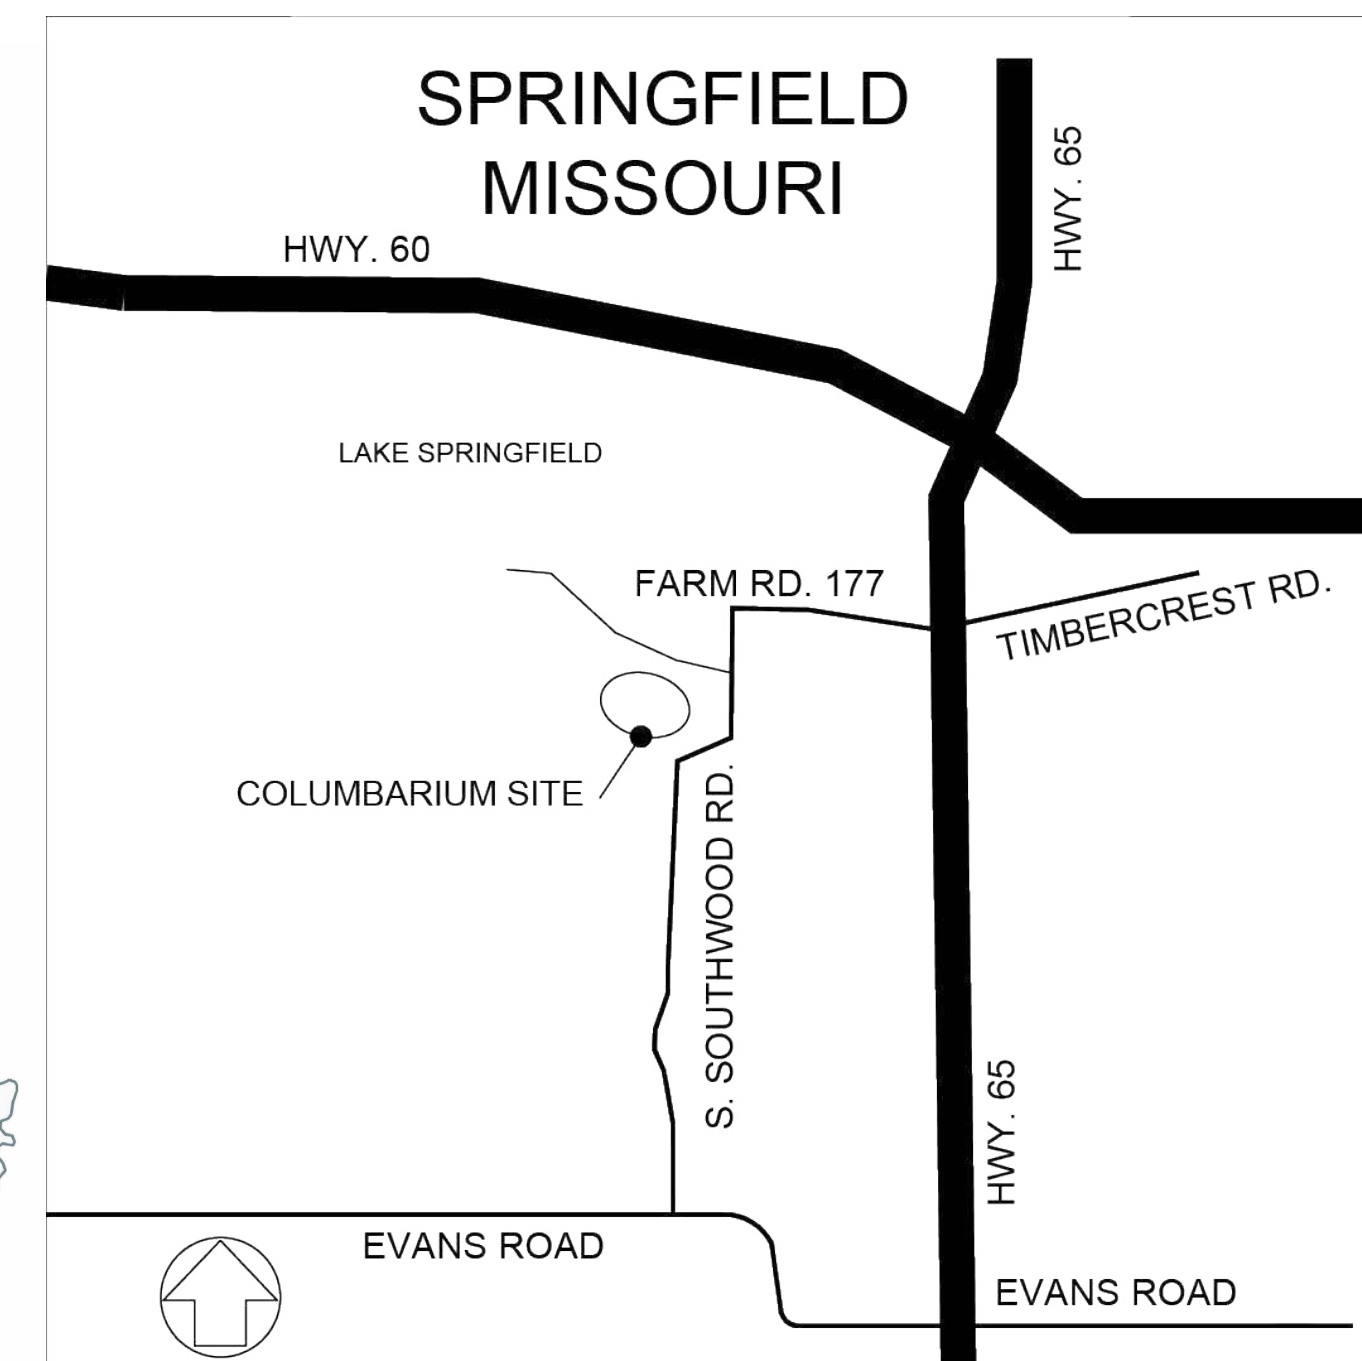 SPRINGFIELD
MISSOURI
HWY. 65
HWY. 60
LAKE SPRINGFIELD
FARM RD. 177
TIMBERCREST RD.
COLUMBARIUM SITE
S. SOUTHWOOD RD.
HWY. 65
EVANS ROAD
EVANS ROAD